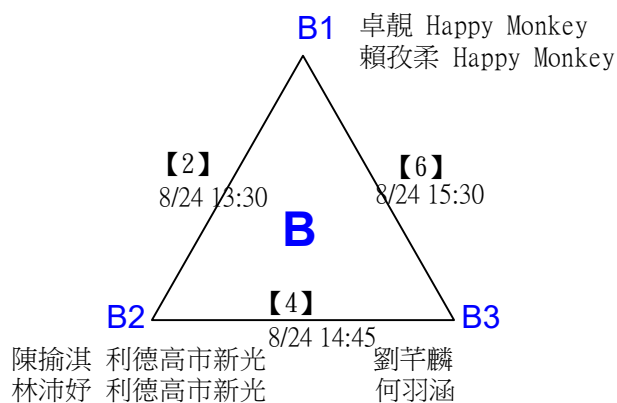 B1
卓靚 Happy Monkey
賴孜柔 Happy Monkey
【2】
8/24 13:30
【6】
8/24 15:30
B
【4】
8/24 14:45
B2
B3
陳揄淇 利德高市新光
林沛妤 利德高市新光
劉芊麟
何羽涵